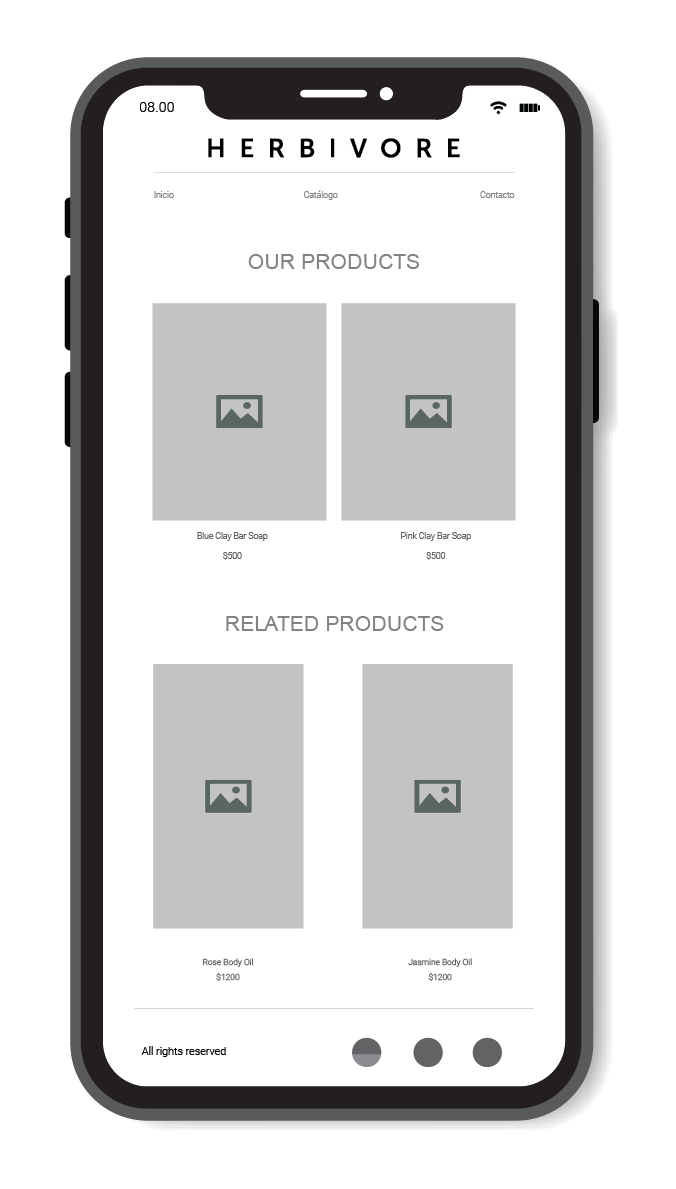 08.00
HERBIVORE
Inicio Catálogo Contacto
OUR PRODUCTS
Blue Clay Bar Soap Pink Clay Bar Soap
$500 $500
RELATED PRODUCTS
Rose Body Oil Jasmine Body Oil
$1200 $1200
All rights reserved